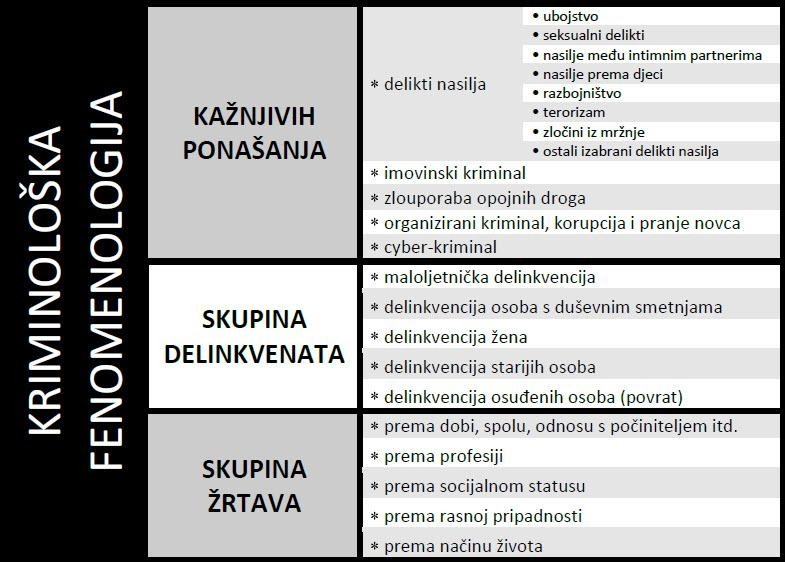 KRIMINOLOŠKA
FENOMENOLOGIJA
KAŽNJIVIH
PONAŠANJA
* delikti nasilja
• ubojstvo
• seksualni delikti
• nasilje među intimnim partnerima
• nasilje prema djeci
• razbojništvo
• terorizam
• zločini iz mržnje
• ostali izabrani delikti nasilja
* imovinski kriminal
* zlouporaba opojnih droga
* organizirani kriminal, korupcija i pranje novca
* cyber-kriminal
SKUPINA
DELINKVENATA
* maloljetnička delinkvencija
* delinkvencija osoba s duševnim smetnjama
* delinkvencija žena
* delinkvencija starijih osoba
* delinkvencija osuđenih osoba (povrat)
SKUPINA
ŽRTAVA
* prema dobi, spolu, odnosu s počiniteljem itd.
* prema profesiji
* prema socijalnom statusu
* prema rasnoj pripadnosti
* prema načinu života